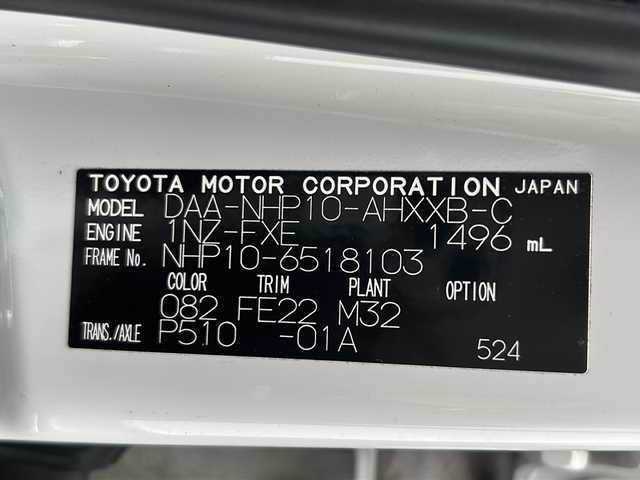 TOYOTA MOTOR CORPORATION JAPAN
MODEL DAA-NHP10-AHXXB-C
ENGINE 1NZ-FXE 1496 mL
FRAME No. NHP10-6518103
COLOR TRIM PLANT OPTION
082 FE22 M32
TRANS./AXLE P510 -01A 524